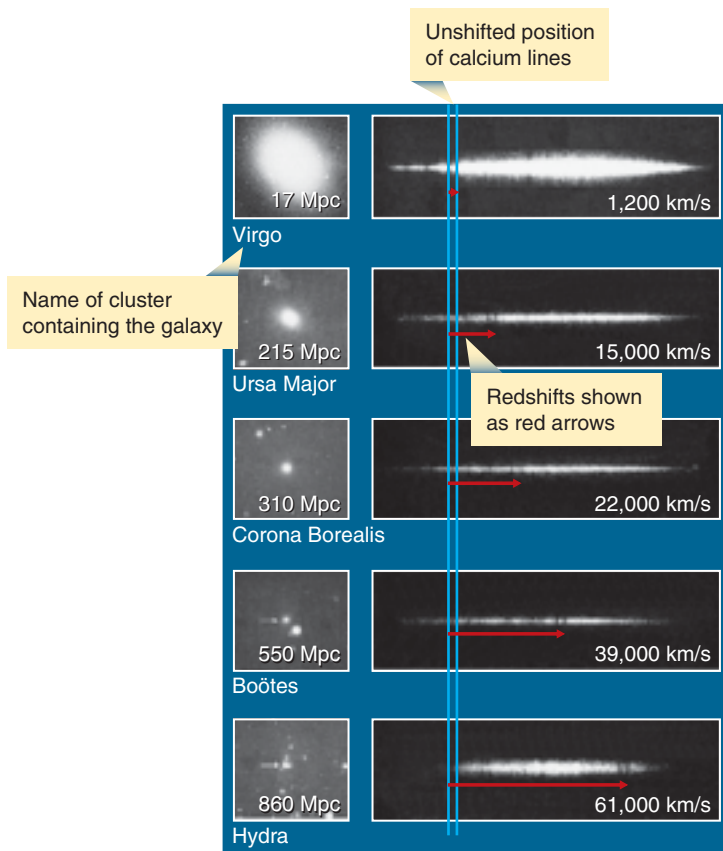 Unshifted position
of calcium lines
17 Mpc
1,200 km/s
Virgo
Name of cluster
containing the galaxy
215 Mpc
15,000 km/s
Ursa Major
Redshifts shown
as red arrows
310 Mpc
22,000 km/s
Corona Borealis
550 Mpc
39,000 km/s
Boötes
860 Mpc
61,000 km/s
Hydra